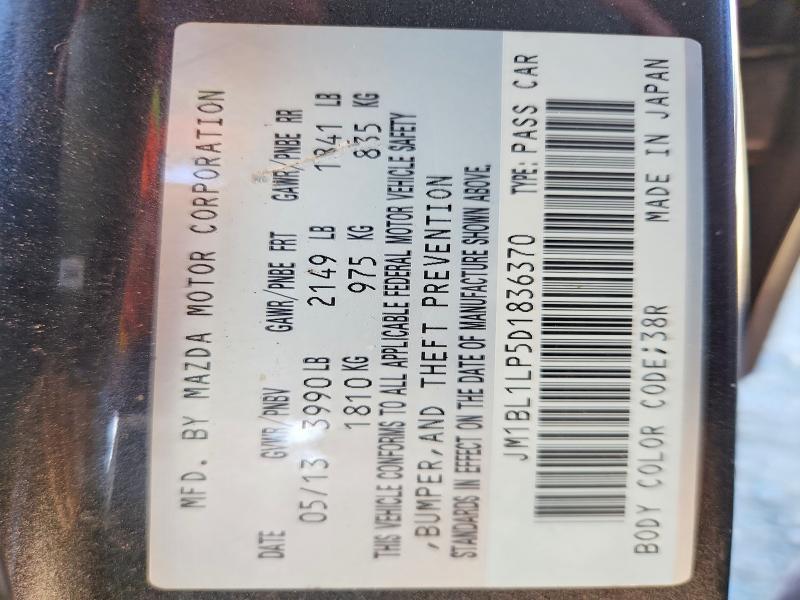 MFD. BY MAZDA MOTOR CORPORATION
DATE GVWR/PNBV GAWR/PNBE FRT GAWR/PNBE RR
05/13 3990 LB 2149 LB 1841 LB
1810 KG 975 KG 835 KG
THIS VEHICLE CONFORMS TO ALL APPLICABLE FEDERAL MOTOR VEHICLE SAFETY
,BUMPER,AND THEFT PREVENTION
STANDARDS IN EFFECT ON THE DATE OF MANUFACTURE SHOWN ABOVE.
JM1BL1LP5D1836370 TYPE: PASS CAR
BODY COLOR CODE;38R MADE IN JAPAN